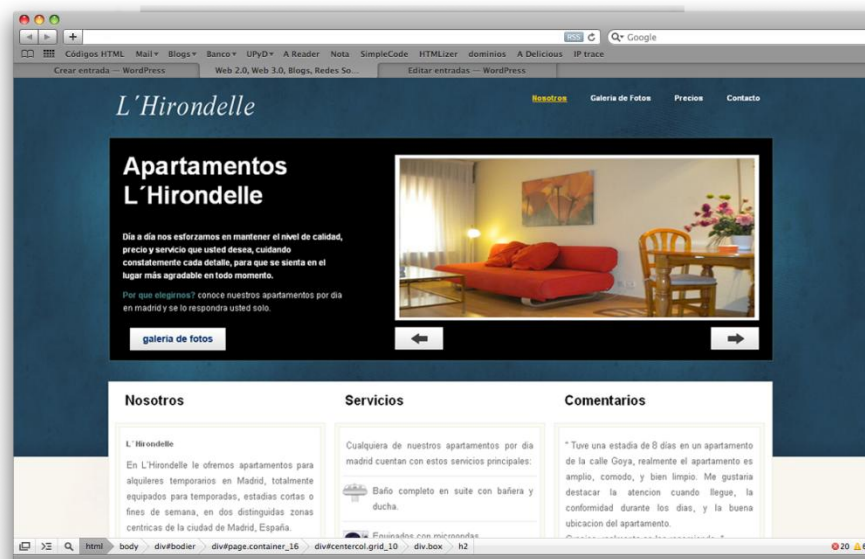 RSS
Google
Códigos HTML Mail Blogs Banco UPyD A Reader Nota SimpleCode HTMLizer dominios A Delicious IP trace
Crear entrada — WordPress
Web 2.0, Web 3.0, Blogs, Redes So...
Editar entradas — WordPress
L´Hirondelle
Nosotros Galeria de Fotos Precios Contacto
Apartamentos
L´Hirondelle
Día a día nos esforzamos en mantener el nivel de calidad,
precio y servicio que usted desea, cuidando
constatemente cada detalle, para que se sienta en el
lugar más agradable en todo momento.
Por que elegirnos? conoce nuestros apartamentos por dia
en madrid y se lo respondra usted solo.
galeria de fotos
Nosotros
L´Hirondelle
En L´Hirondelle le ofremos apartamentos para
alquileres temporarios en Madrid, totalmente
equipados para temporadas, estadias cortas o
fines de semana, en dos distinguidas zonas
centricas de la ciudad de Madrid, España.
Servicios
Cualquiera de nuestros apartamentos por dia
madrid cuentan con estos servicios principales:
Baño completo en suite con bañera y
ducha.
Equipados con microondas
Comentarios
" Tuve una estadia de 8 días en un apartamento
de la calle Goya, realmente el apartamento es
amplio, comodo, y bien limpio. Me gustaria
destacar la atencion cuando llegue, la
conformidad durante los dias, y la buena
ubicacion del apartamento.
html body div#bodier div#page.container_16 div#centercol.grid_10 div.box h2
20